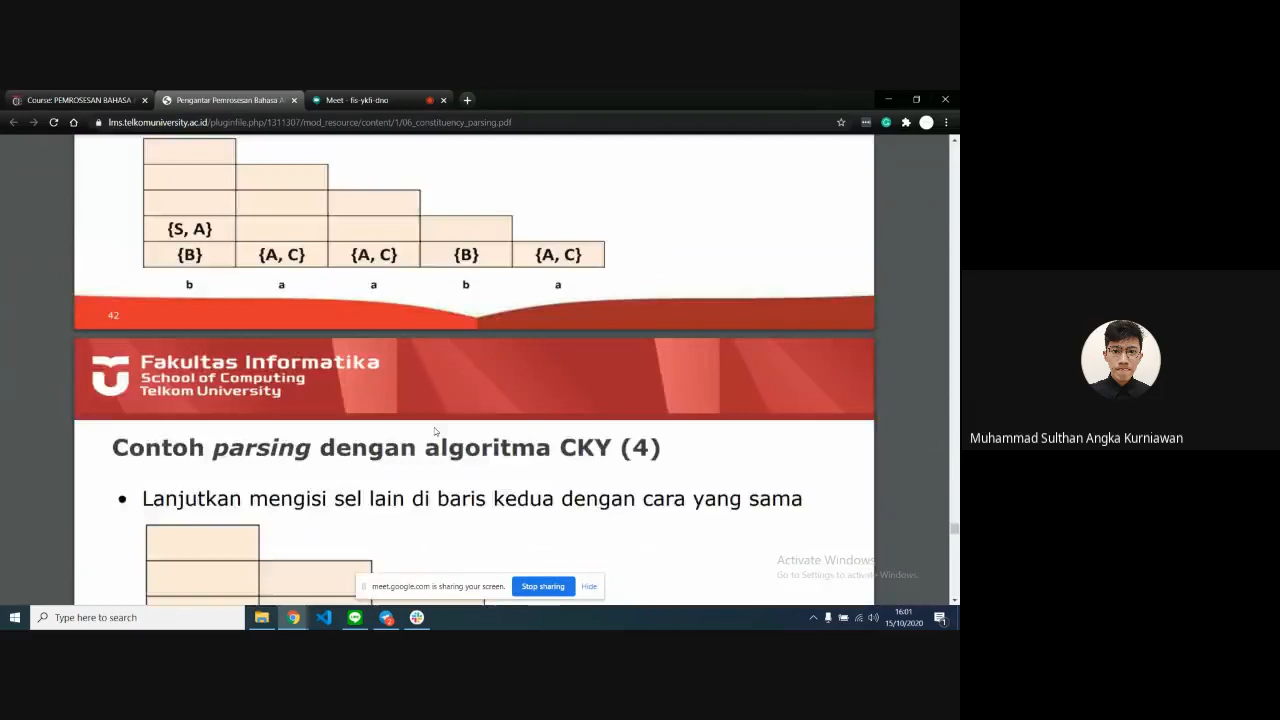 Course: PEMROSESAN BAHASA
Pengantar Pemrosesan Bahasa A
Meet - fis-ykfi-dno
lms.telkomuniversity.ac.id/pluginfile.php/1311307/mod_resource/content/1/06_constituency_parsing.pdf
{S, A}
{B} {A, C} {A, C} {B} {A, C}
b a a b a
42
Fakultas Informatika
School of Computing
Telkom University
Contoh parsing dengan algoritma CKY (4)
• Lanjutkan mengisi sel lain di baris kedua dengan cara yang sama
Activate Windows
Go to Settings to activate Windows.
meet.google.com is sharing your screen. Stop sharing Hide
Type here to search
16:01
15/10/2020
Muhammad Sulthan Angka Kurniawan